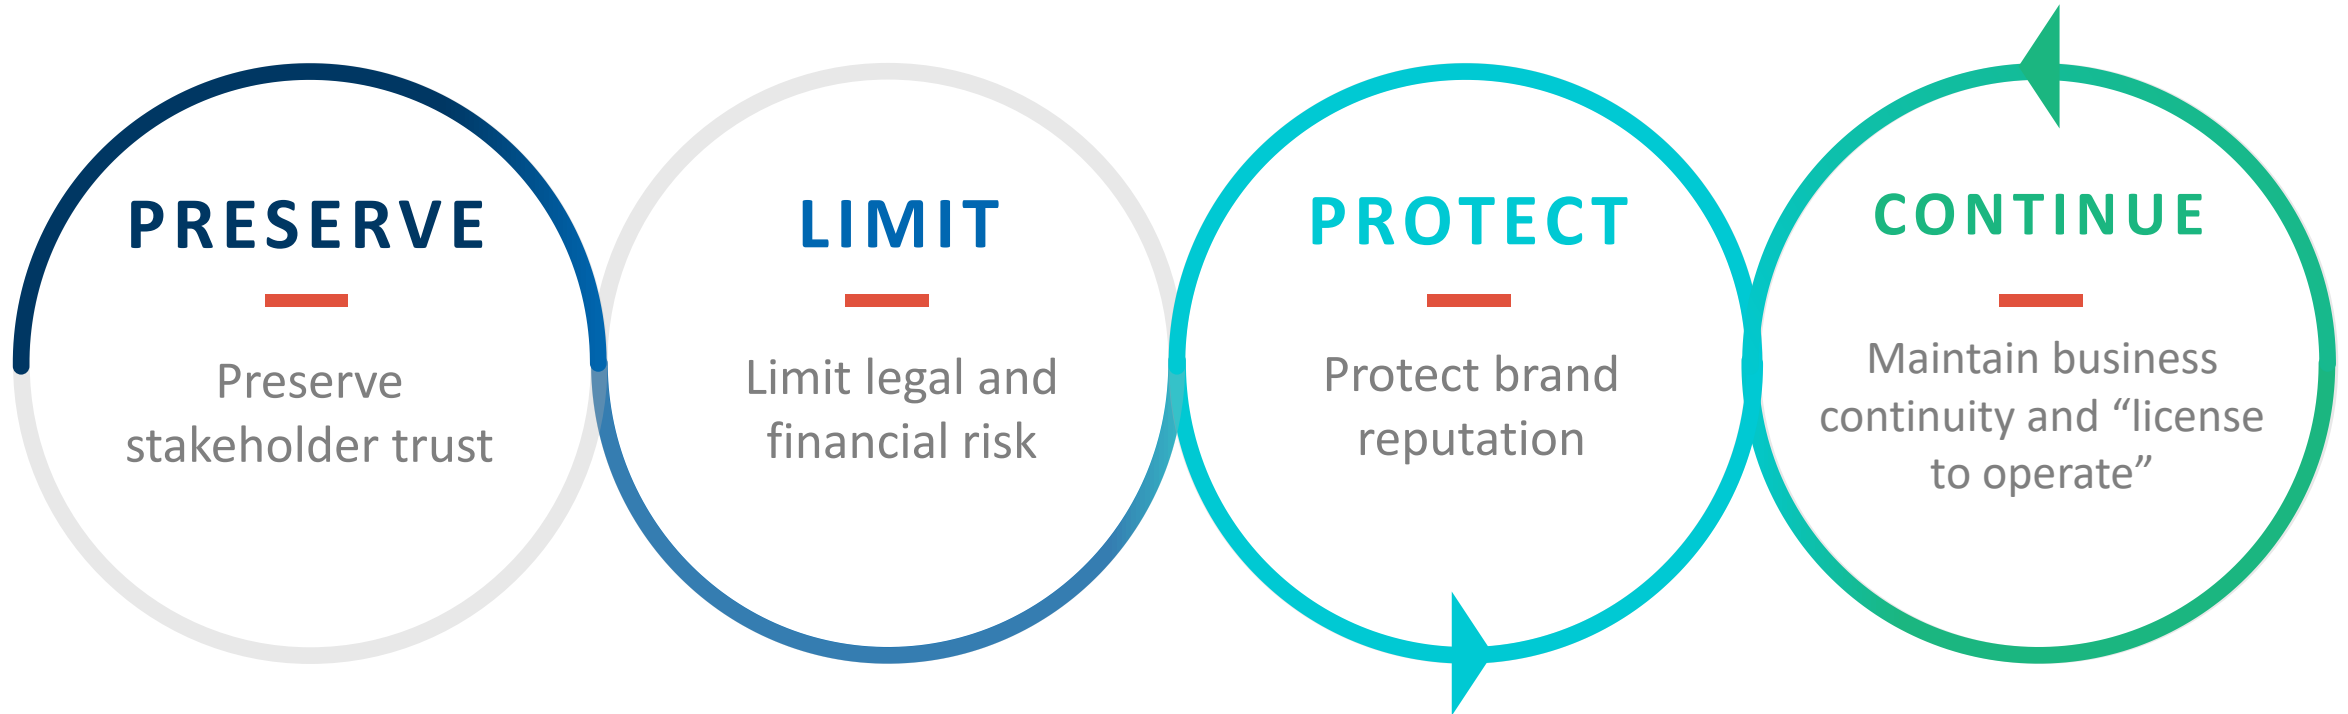 PRESERVE
Preserve
stakeholder trust
LIMIT
Limit legal and
financial risk
PROTECT
Protect brand
reputation
CONTINUE
Maintain business
continuity and “license
to operate”